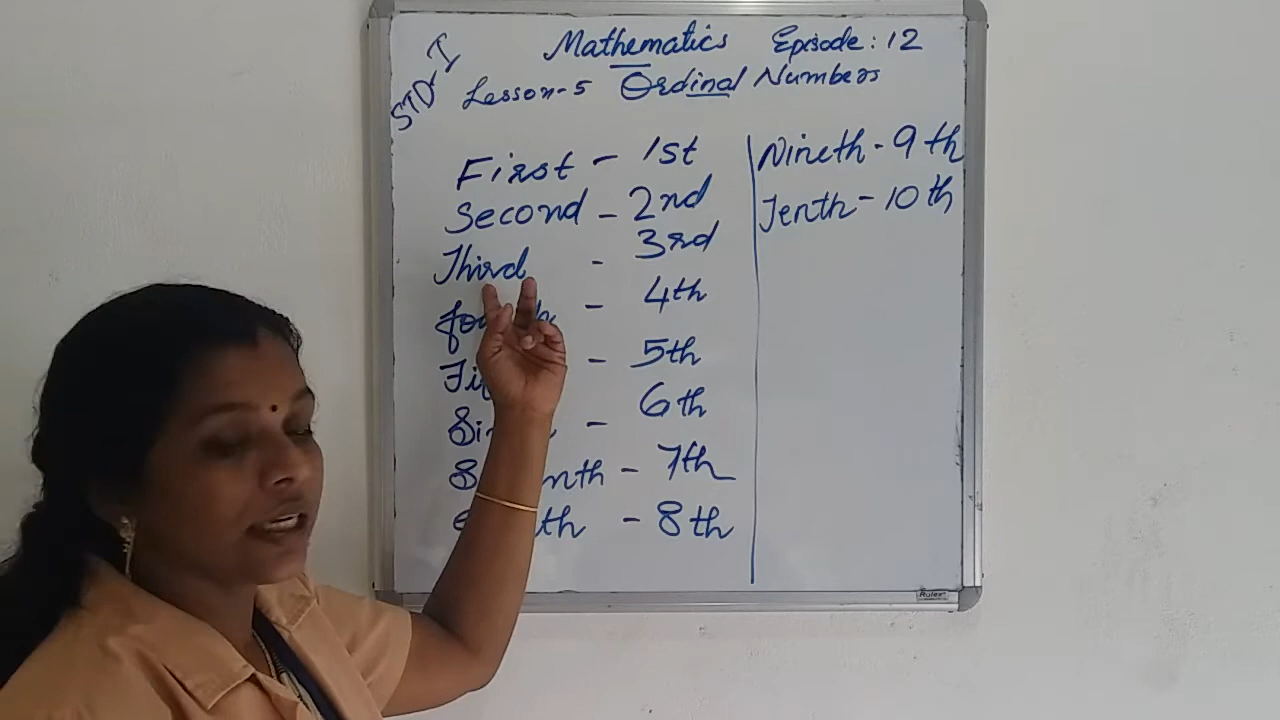 STD-I
Mathematics Episode: 12
Lesson-5 Ordinal Numbers
First - 1st
Second - 2nd
Third - 3rd
- 4th
- 5th
- 6th
- 7th
- 8th
Nineth - 9th
Tenth - 10th
Rulex